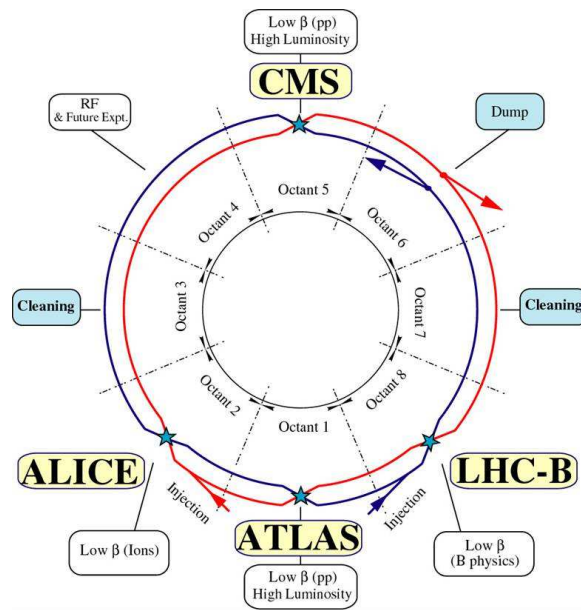 Low β (pp)
High Luminosity
CMS
RF
& Future Expt.
Dump
Octant 5
Octant 4
Octant 6
Octant 3
Octant 7
Cleaning
Cleaning
Octant 2
Octant 8
Octant 1
ALICE
LHC-B
Injection
Injection
ATLAS
Low β (Ions)
Low β
(B physics)
Low β (pp)
High Luminosity